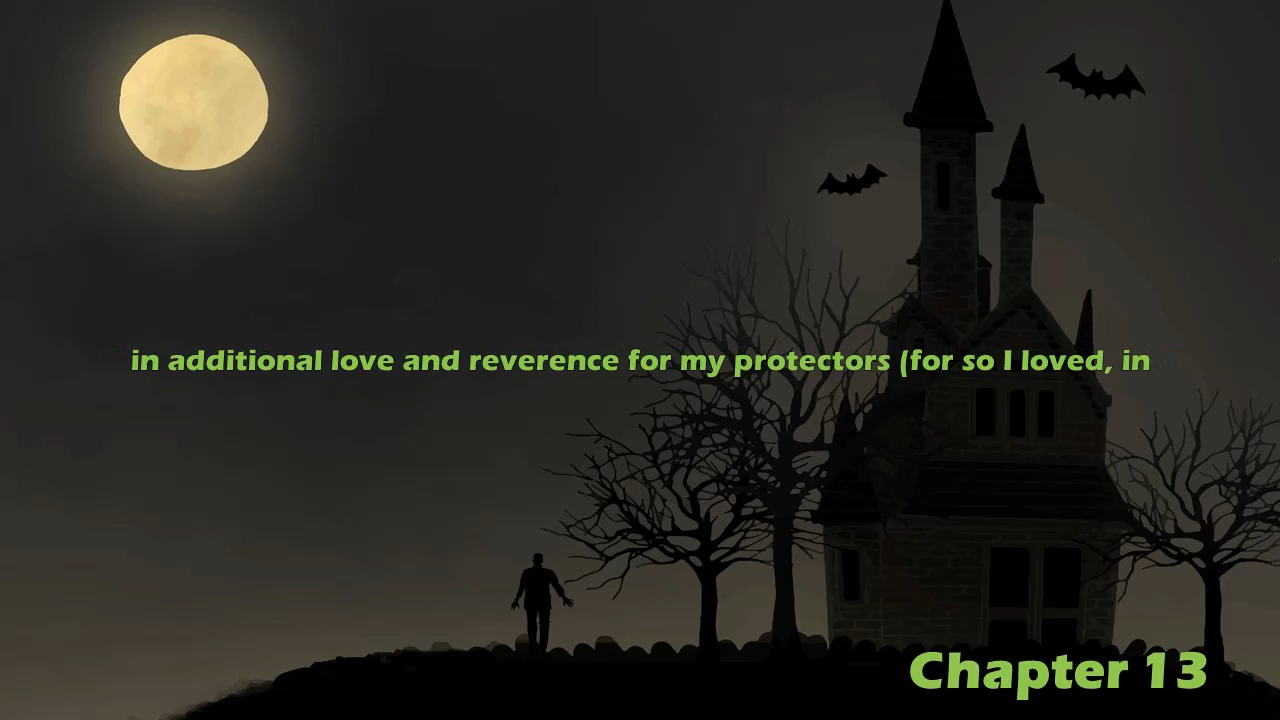 in additional love and reverence for my protectors (for so I loved, in
Chapter 13